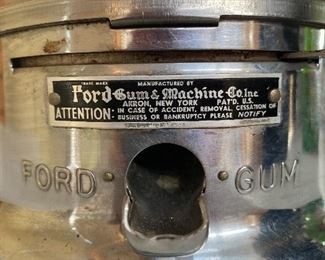 TRADE MARK MANUFACTURED BY
Ford Gum & Machine Co. Inc
AKRON, NEW YORK PAT'D. U.S.
ATTENTION - IN CASE OF ACCIDENT, REMOVAL, CESSATION OF
BUSINESS OR BANKRUPTCY PLEASE NOTIFY
FORD GUM